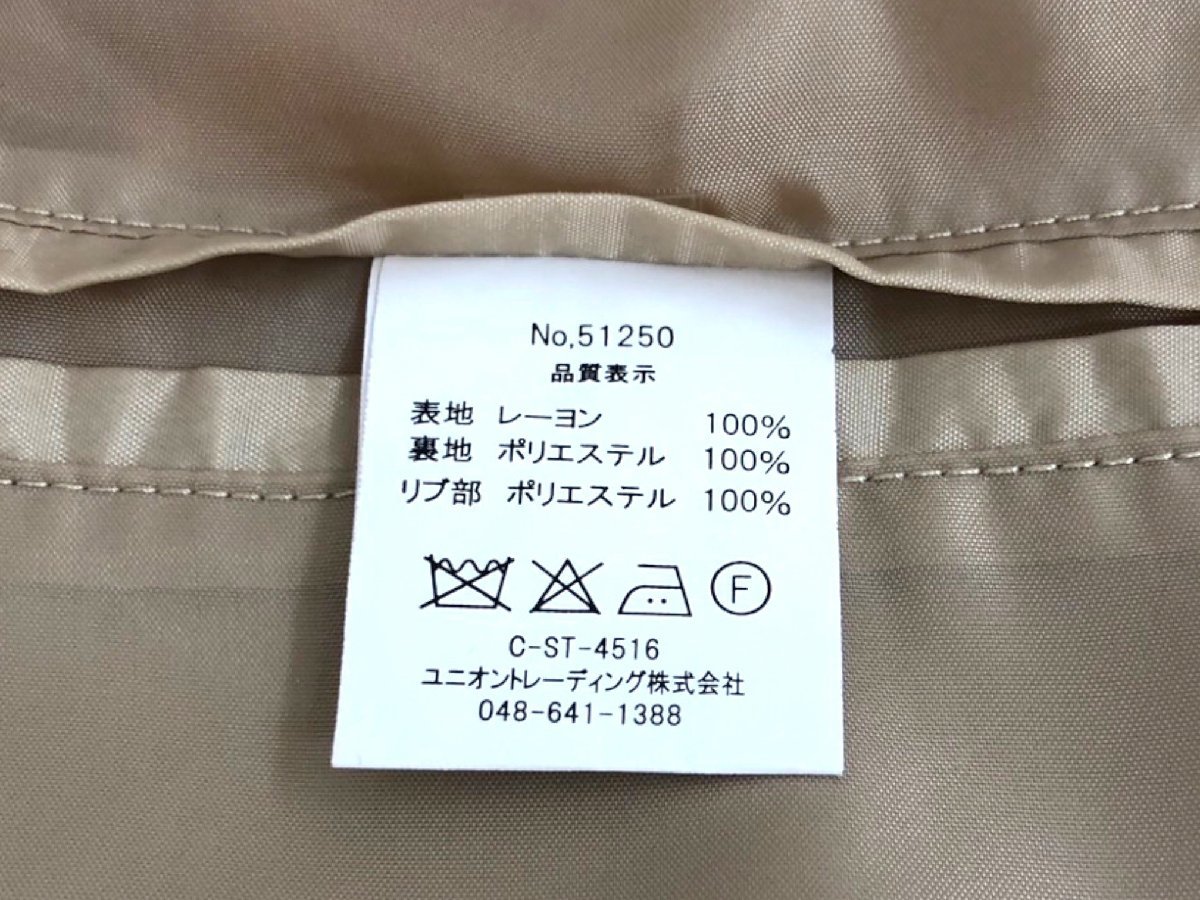 No,51250
品質表示
表地 レーヨン 100%
裏地 ポリエステル 100%
リブ部 ポリエステル 100%
F
C-ST-4516
ユニオントレーディング株式会社
048-641-1388